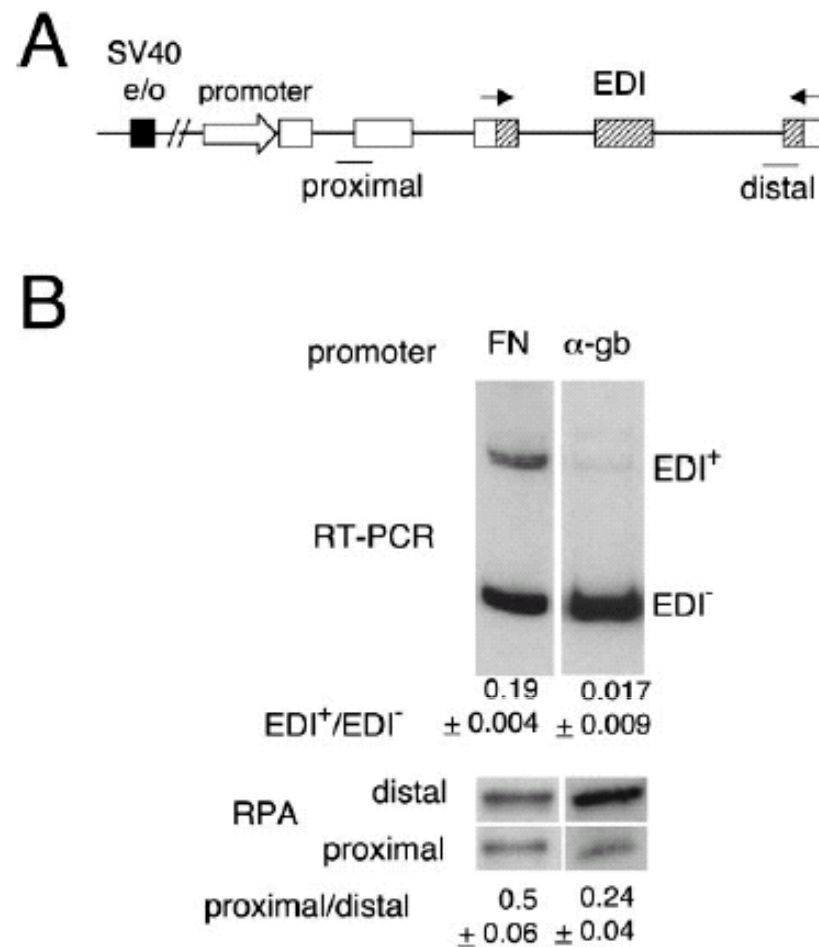 A
SV40
e/o
promoter
EDI
proximal
distal
B
promoter FN α-gb
EDI⁺
RT-PCR
EDI⁻
0.19 0.017
EDI⁺/EDI⁻ ± 0.004 ± 0.009
distal
RPA
proximal
proximal/distal 0.5 0.24
± 0.06 ± 0.04